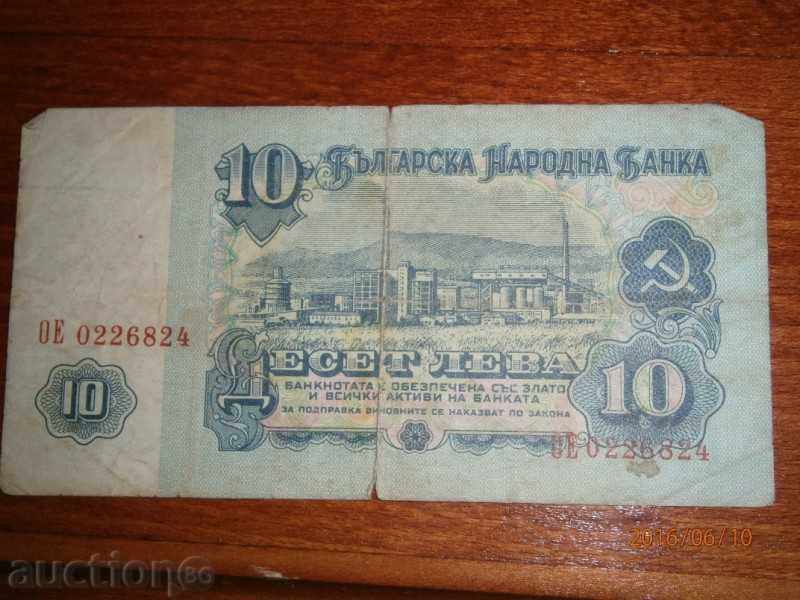 10 БЪЛГАРСКА НАРОДНА БАНКА
ОЕ 0226824
ДЕСЕТ ЛЕВА
10
10
БАНКНОТАТА Е ОБЕЗПЕЧЕНА СЪС ЗЛАТО
И ВСИЧКИ АКТИВИ НА БАНКАТА
ЗА ПОДПРАВКА ВИНОВНИТЕ СЕ НАКАЗВАТ ПО ЗАКОНА
ОЕ 0226824
2016/06/10
auction.BG